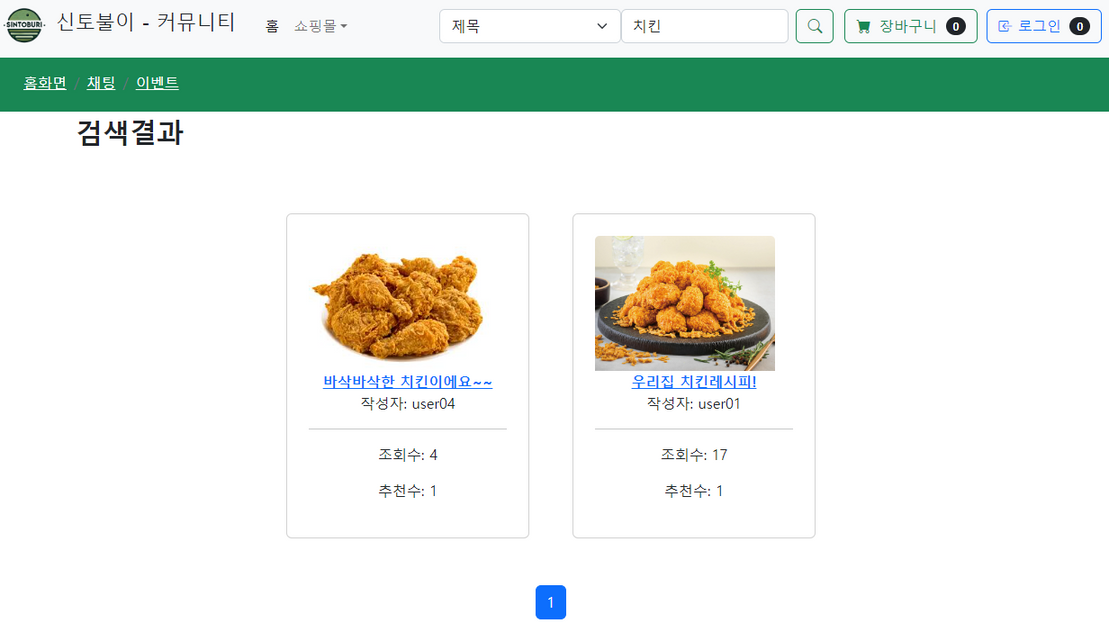 SINTOBURI
신토불이 - 커뮤니티
홈 쇼핑몰
제목
치킨
장바구니 0
로그인 0
홈화면 / 채팅 / 이벤트
검색결과
바삭바삭한 치킨이에요~~
작성자: user04
조회수: 4
추천수: 1
우리집 치킨레시피!
작성자: user01
조회수: 17
추천수: 1
1